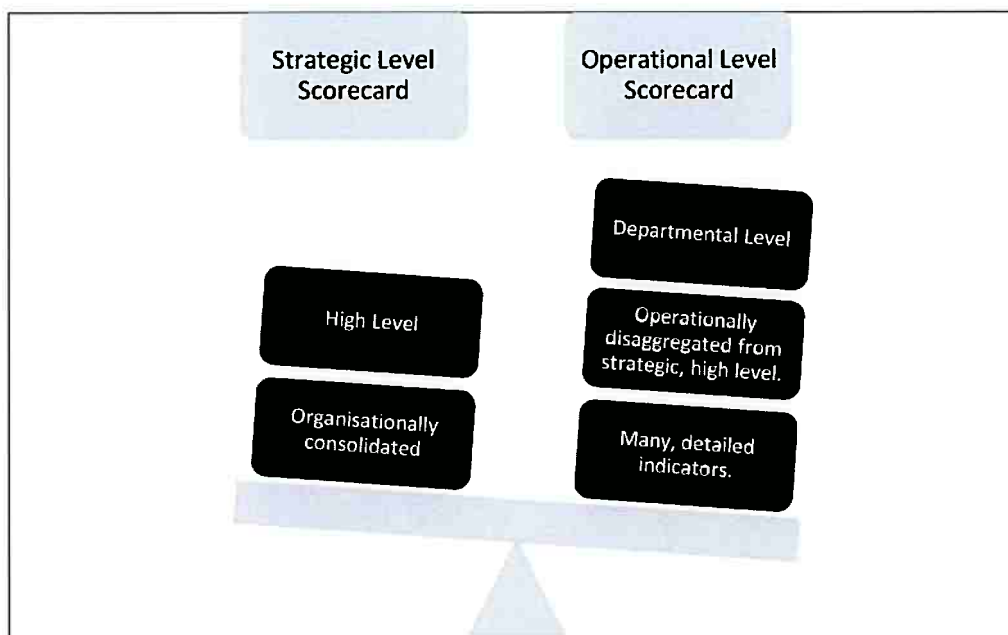 Strategic Level
Scorecard
Operational Level
Scorecard
Departmental Level
High Level
Operationally
disaggregated from
strategic, high level.
Organisationally
consolidated
Many, detailed
indicators.